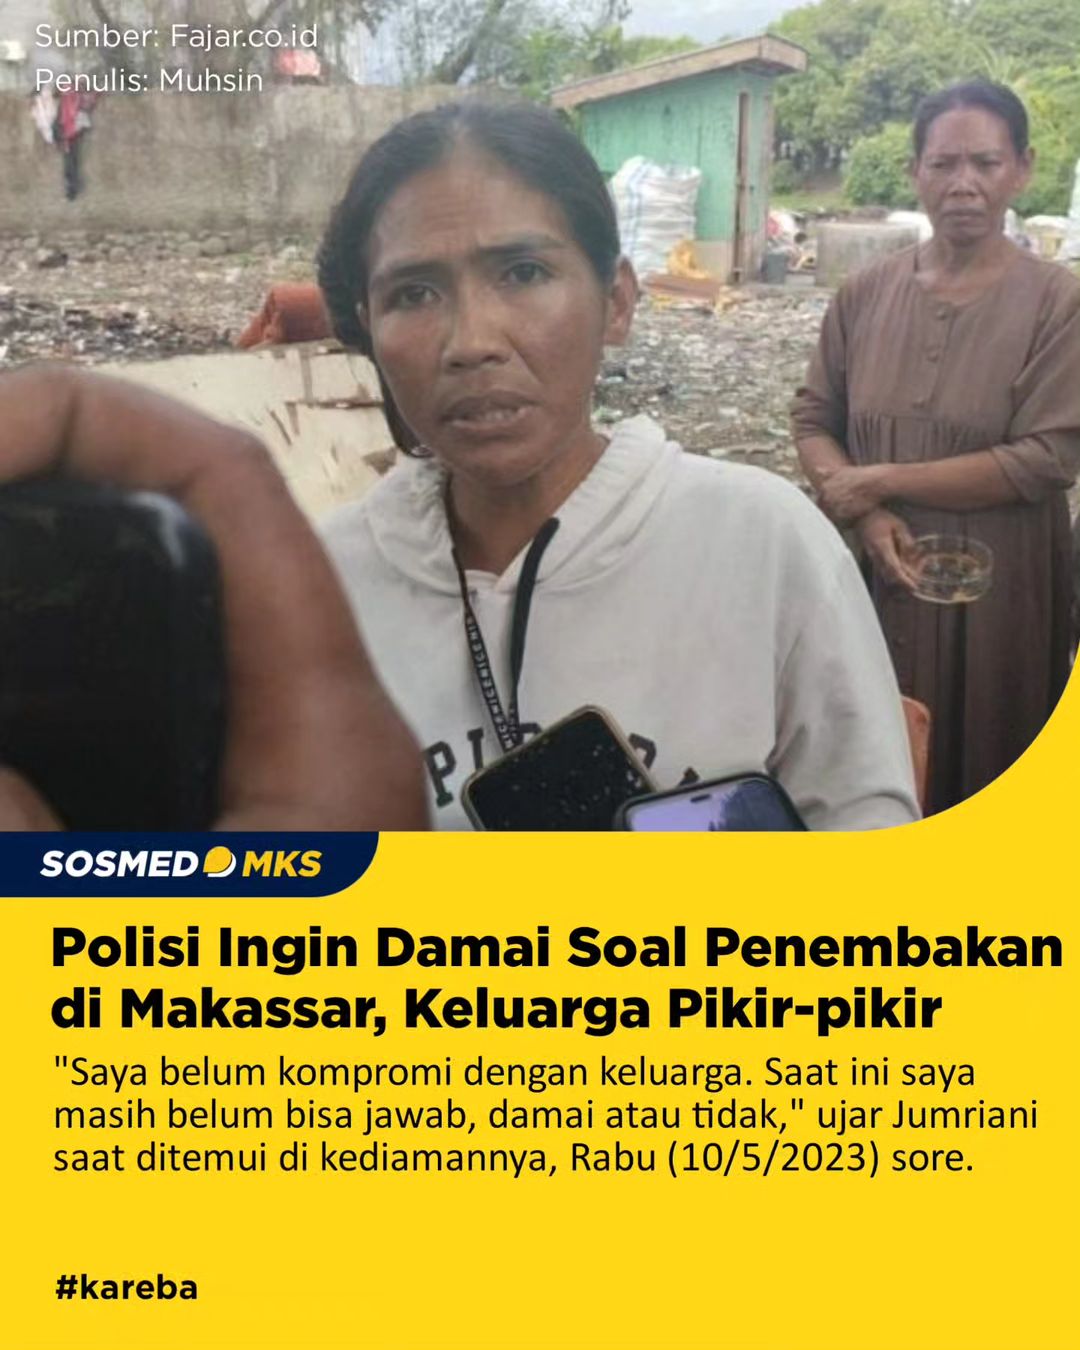 Sumber: Fajar.co.id
Penulis: Muhsin
SOSMED MKS
Polisi Ingin Damai Soal Penembakan
di Makassar, Keluarga Pikir-pikir
"Saya belum kompromi dengan keluarga. Saat ini saya
masih belum bisa jawab, damai atau tidak," ujar Jumriani
saat ditemui di kediamannya, Rabu (10/5/2023) sore.
#kareba